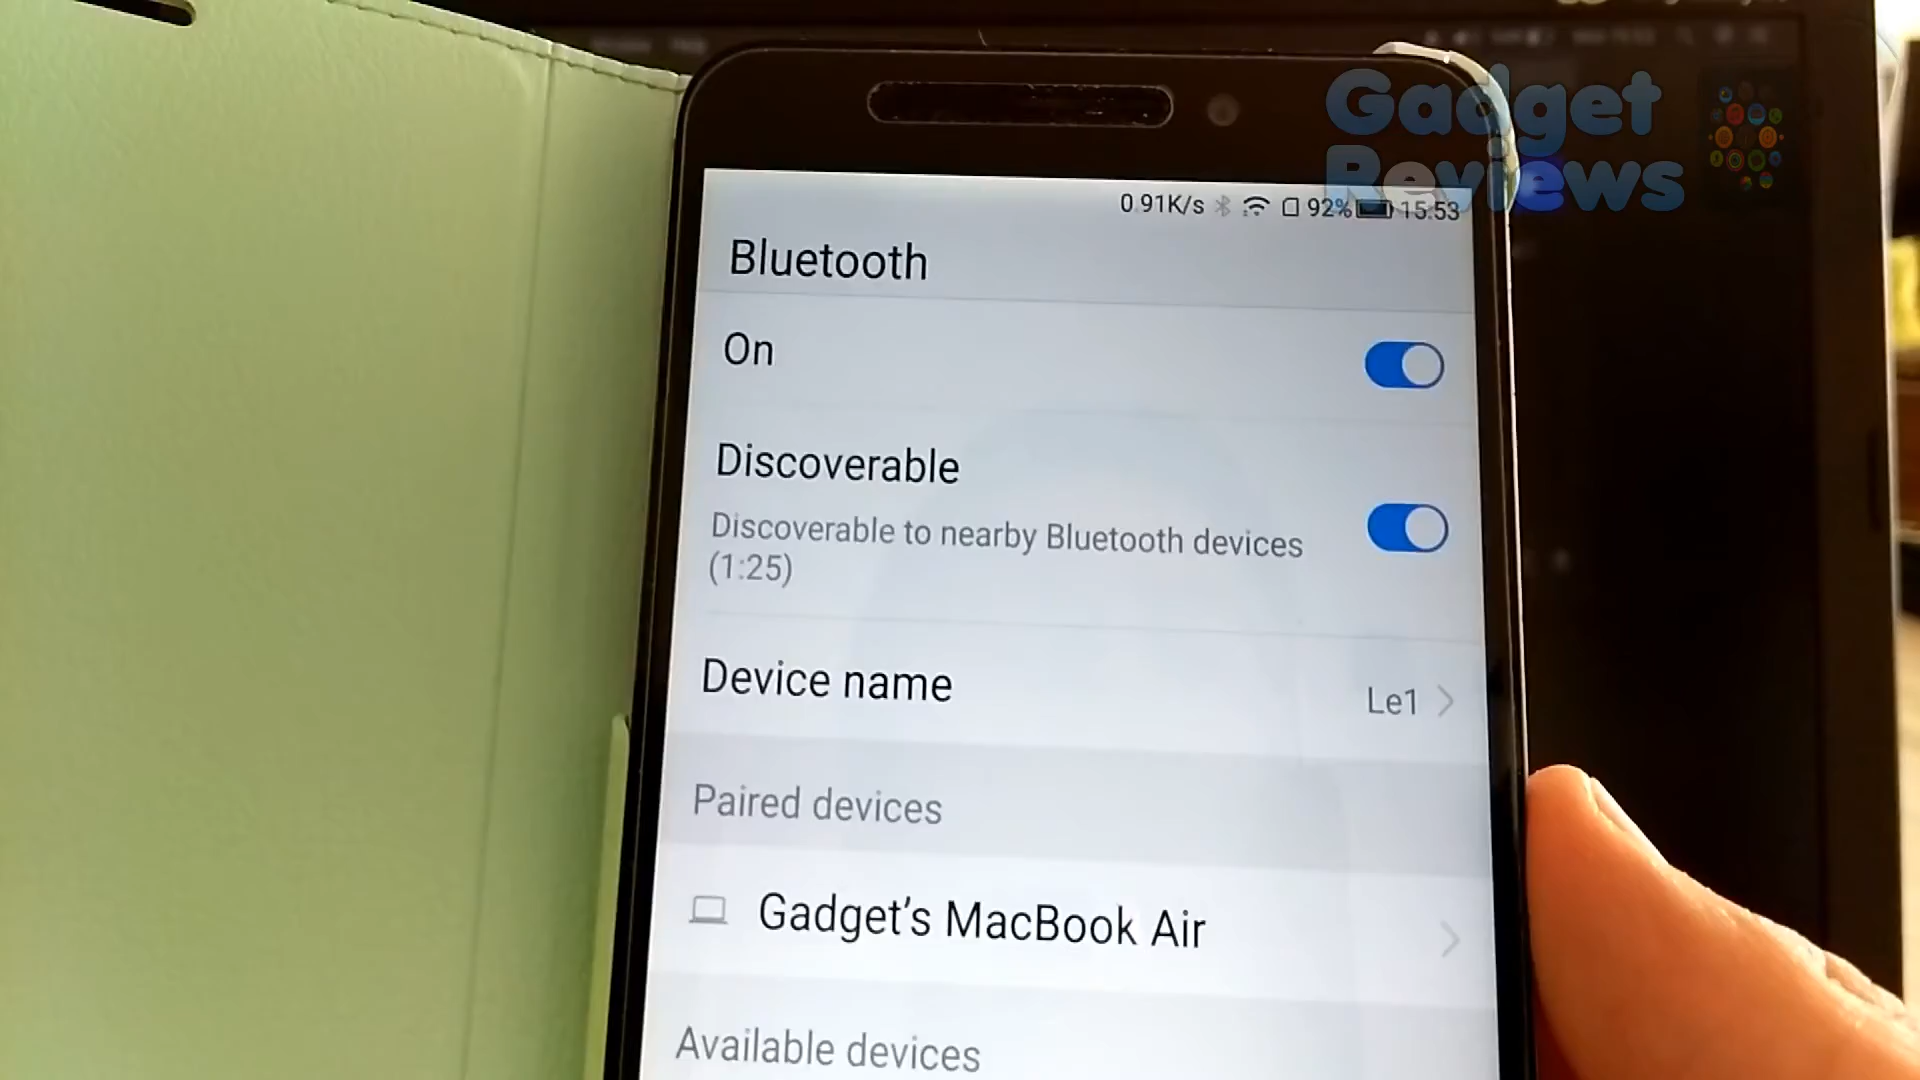 Gadget
Reviews
0.91K/s 92% 15:53
Bluetooth
On
Discoverable
Discoverable to nearby Bluetooth devices
(1:25)
Device name Le1
Paired devices
Gadget's MacBook Air
Available devices